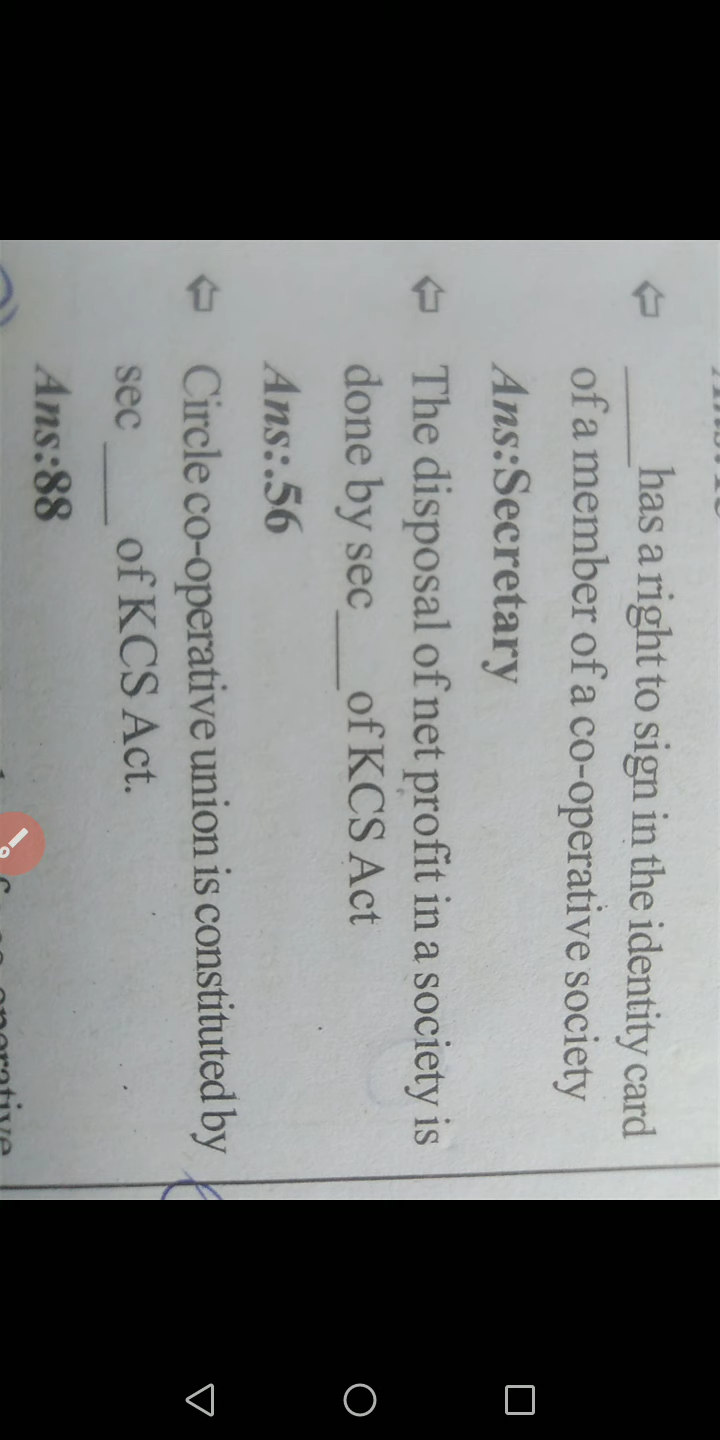 ____ has a right to sign in the identity card
of a member of a co-operative society
Ans:Secretary
The disposal of net profit in a society is
done by sec ____ of KCS Act
Ans:.56
Circle co-operative union is constituted by
sec ____ of KCS Act.
Ans:88